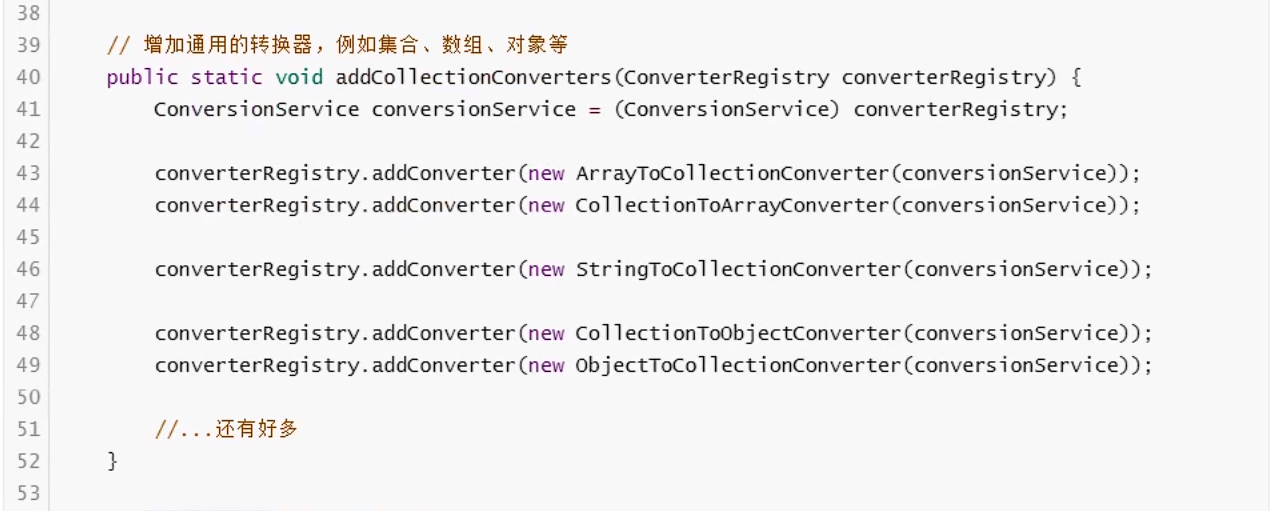 38
39 // 增加通用的转换器，例如集合、数组、对象等
40 public static void addCollectionConverters(ConverterRegistry converterRegistry) {
41 ConversionService conversionService = (ConversionService) converterRegistry;
42
43 converterRegistry.addConverter(new ArrayToCollectionConverter(conversionService));
44 converterRegistry.addConverter(new CollectionToArrayConverter(conversionService));
45
46 converterRegistry.addConverter(new StringToCollectionConverter(conversionService));
47
48 converterRegistry.addConverter(new CollectionToObjectConverter(conversionService));
49 converterRegistry.addConverter(new ObjectToCollectionConverter(conversionService));
50
51 //...还有好多
52 }
53